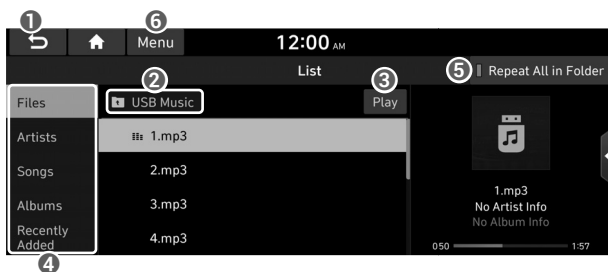 1
6
Menu
12:00 AM
List
2
3
5
Repeat All in Folder
Files
USB Music
Play
Artists
1.mp3
Songs
2.mp3
Albums
3.mp3
Recently
Added
4.mp3
1.mp3
No Artist Info
No Album Info
0:50
1:57
4